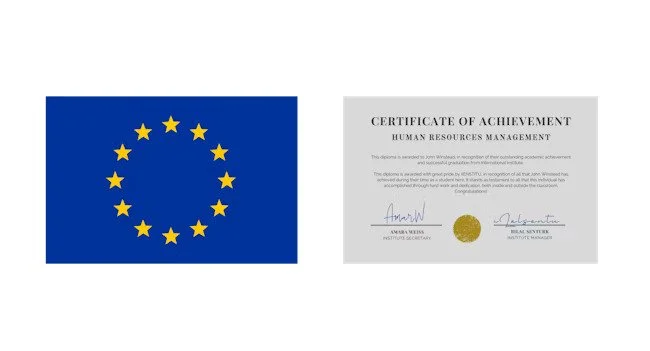 CERTIFICATE OF ACHIEVEMENT
HUMAN RESOURCES MANAGEMENT
This diploma is awarded to John Winstead, in recognition of their outstanding academic achievement
and successful graduation from International Institute.
This diploma is awarded with great pride by IIENSTITU, in recognition of all that John Winstead has
achieved during their time as a student here. It stands as testament to all that this individual has
accomplished through hard work and dedication, both inside and outside the classroom.
Congratulations!
AmarW
AMARA WEISS
INSTITUTE SECRETARY
HILAL SENTURK
INSTITUTE MANAGER